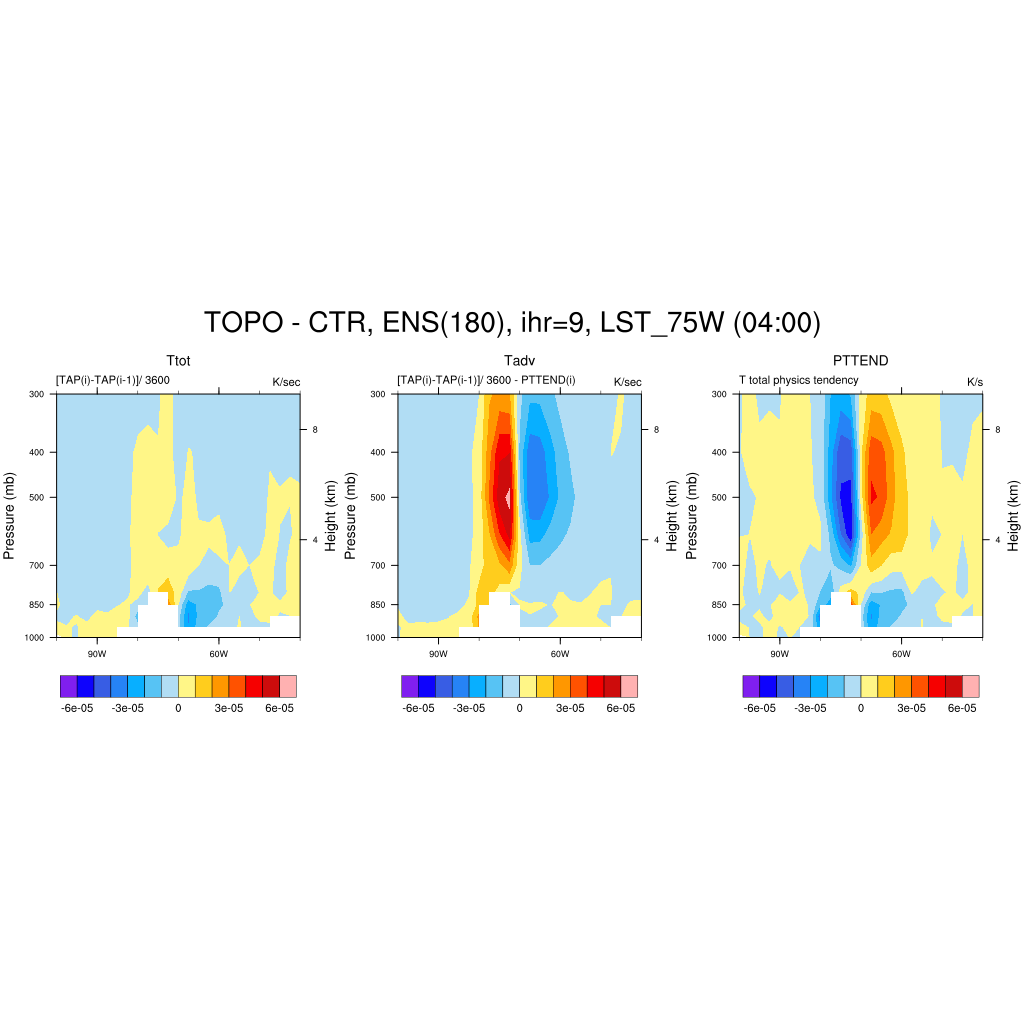 TOPO - CTR, ENS(180), ihr=9, LST_75W (04:00)
Ttot
[TAP(i)-TAP(i-1)]/ 3600 K/sec
Pressure (mb)
300
400
500
700
850
1000
90W 60W
8
4
Height (km)
-6e-05 -3e-05 0 3e-05 6e-05
Tadv
[TAP(i)-TAP(i-1)]/ 3600 - PTTEND(i) K/sec
Pressure (mb)
300
400
500
700
850
1000
90W 60W
8
4
Height (km)
-6e-05 -3e-05 0 3e-05 6e-05
PTTEND
T total physics tendency K/s
Pressure (mb)
300
400
500
700
850
1000
90W 60W
8
4
Height (km)
-6e-05 -3e-05 0 3e-05 6e-05